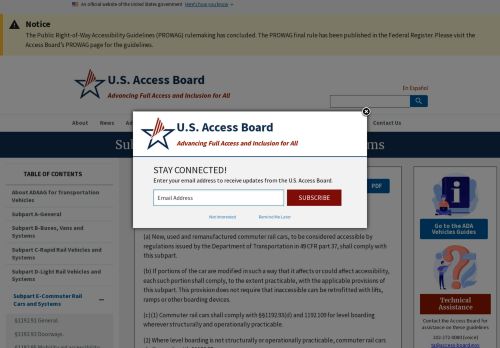 An official website of the United States government Here's how you know
Notice
The Public Right-of-Way Accessibility Guidelines (PROWAG) rulemaking has concluded. The PROWAG final rule has been published in the Federal Register. Please visit the
Access Board's PROWAG page for the guidelines.
U.S. Access Board
Advancing Full Access and Inclusion for All
En Español
About News Contact Us
U.S. Access Board
Advancing Full Access and Inclusion for All
STAY CONNECTED!
Enter your email address to receive updates from the U.S. Access Board.
Email Address
SUBSCRIBE
Not Interested Remind Me Later
TABLE OF CONTENTS
About ADAAG for Transportation
Vehicles
Subpart A-General
Subpart B-Buses, Vans and
Systems
Subpart C-Rapid Rail Vehicles and
Systems
Subpart D-Light Rail Vehicles and
Systems
Subpart E-Commuter Rail
Cars and Systems
§1192.91 General.
§1192.93 Doorways.
(a) New, used and remanufactured commuter rail cars, to be considered accessible by
regulations issued by the Department of Transportation in 49 CFR part 37, shall comply with
this subpart.
(b) If portions of the car are modified in such a way that it affects or could affect accessibility,
each such portion shall comply, to the extent practicable, with the applicable provisions of
this subpart. This provision does not require that inaccessible cars be retrofitted with lifts,
ramps or other boarding devices.
(c)(1) Commuter rail cars shall comply with §§1192.93(d) and 1192.109 for level boarding
wherever structurally and operationally practicable.
(2) Where level boarding is not structurally or operationally practicable, commuter rail cars
PDF
Go to the ADA
Vehicles Guides
Technical
Assistance
Contact the Access Board for
assistance on these guidelines
ta@access-board.gov